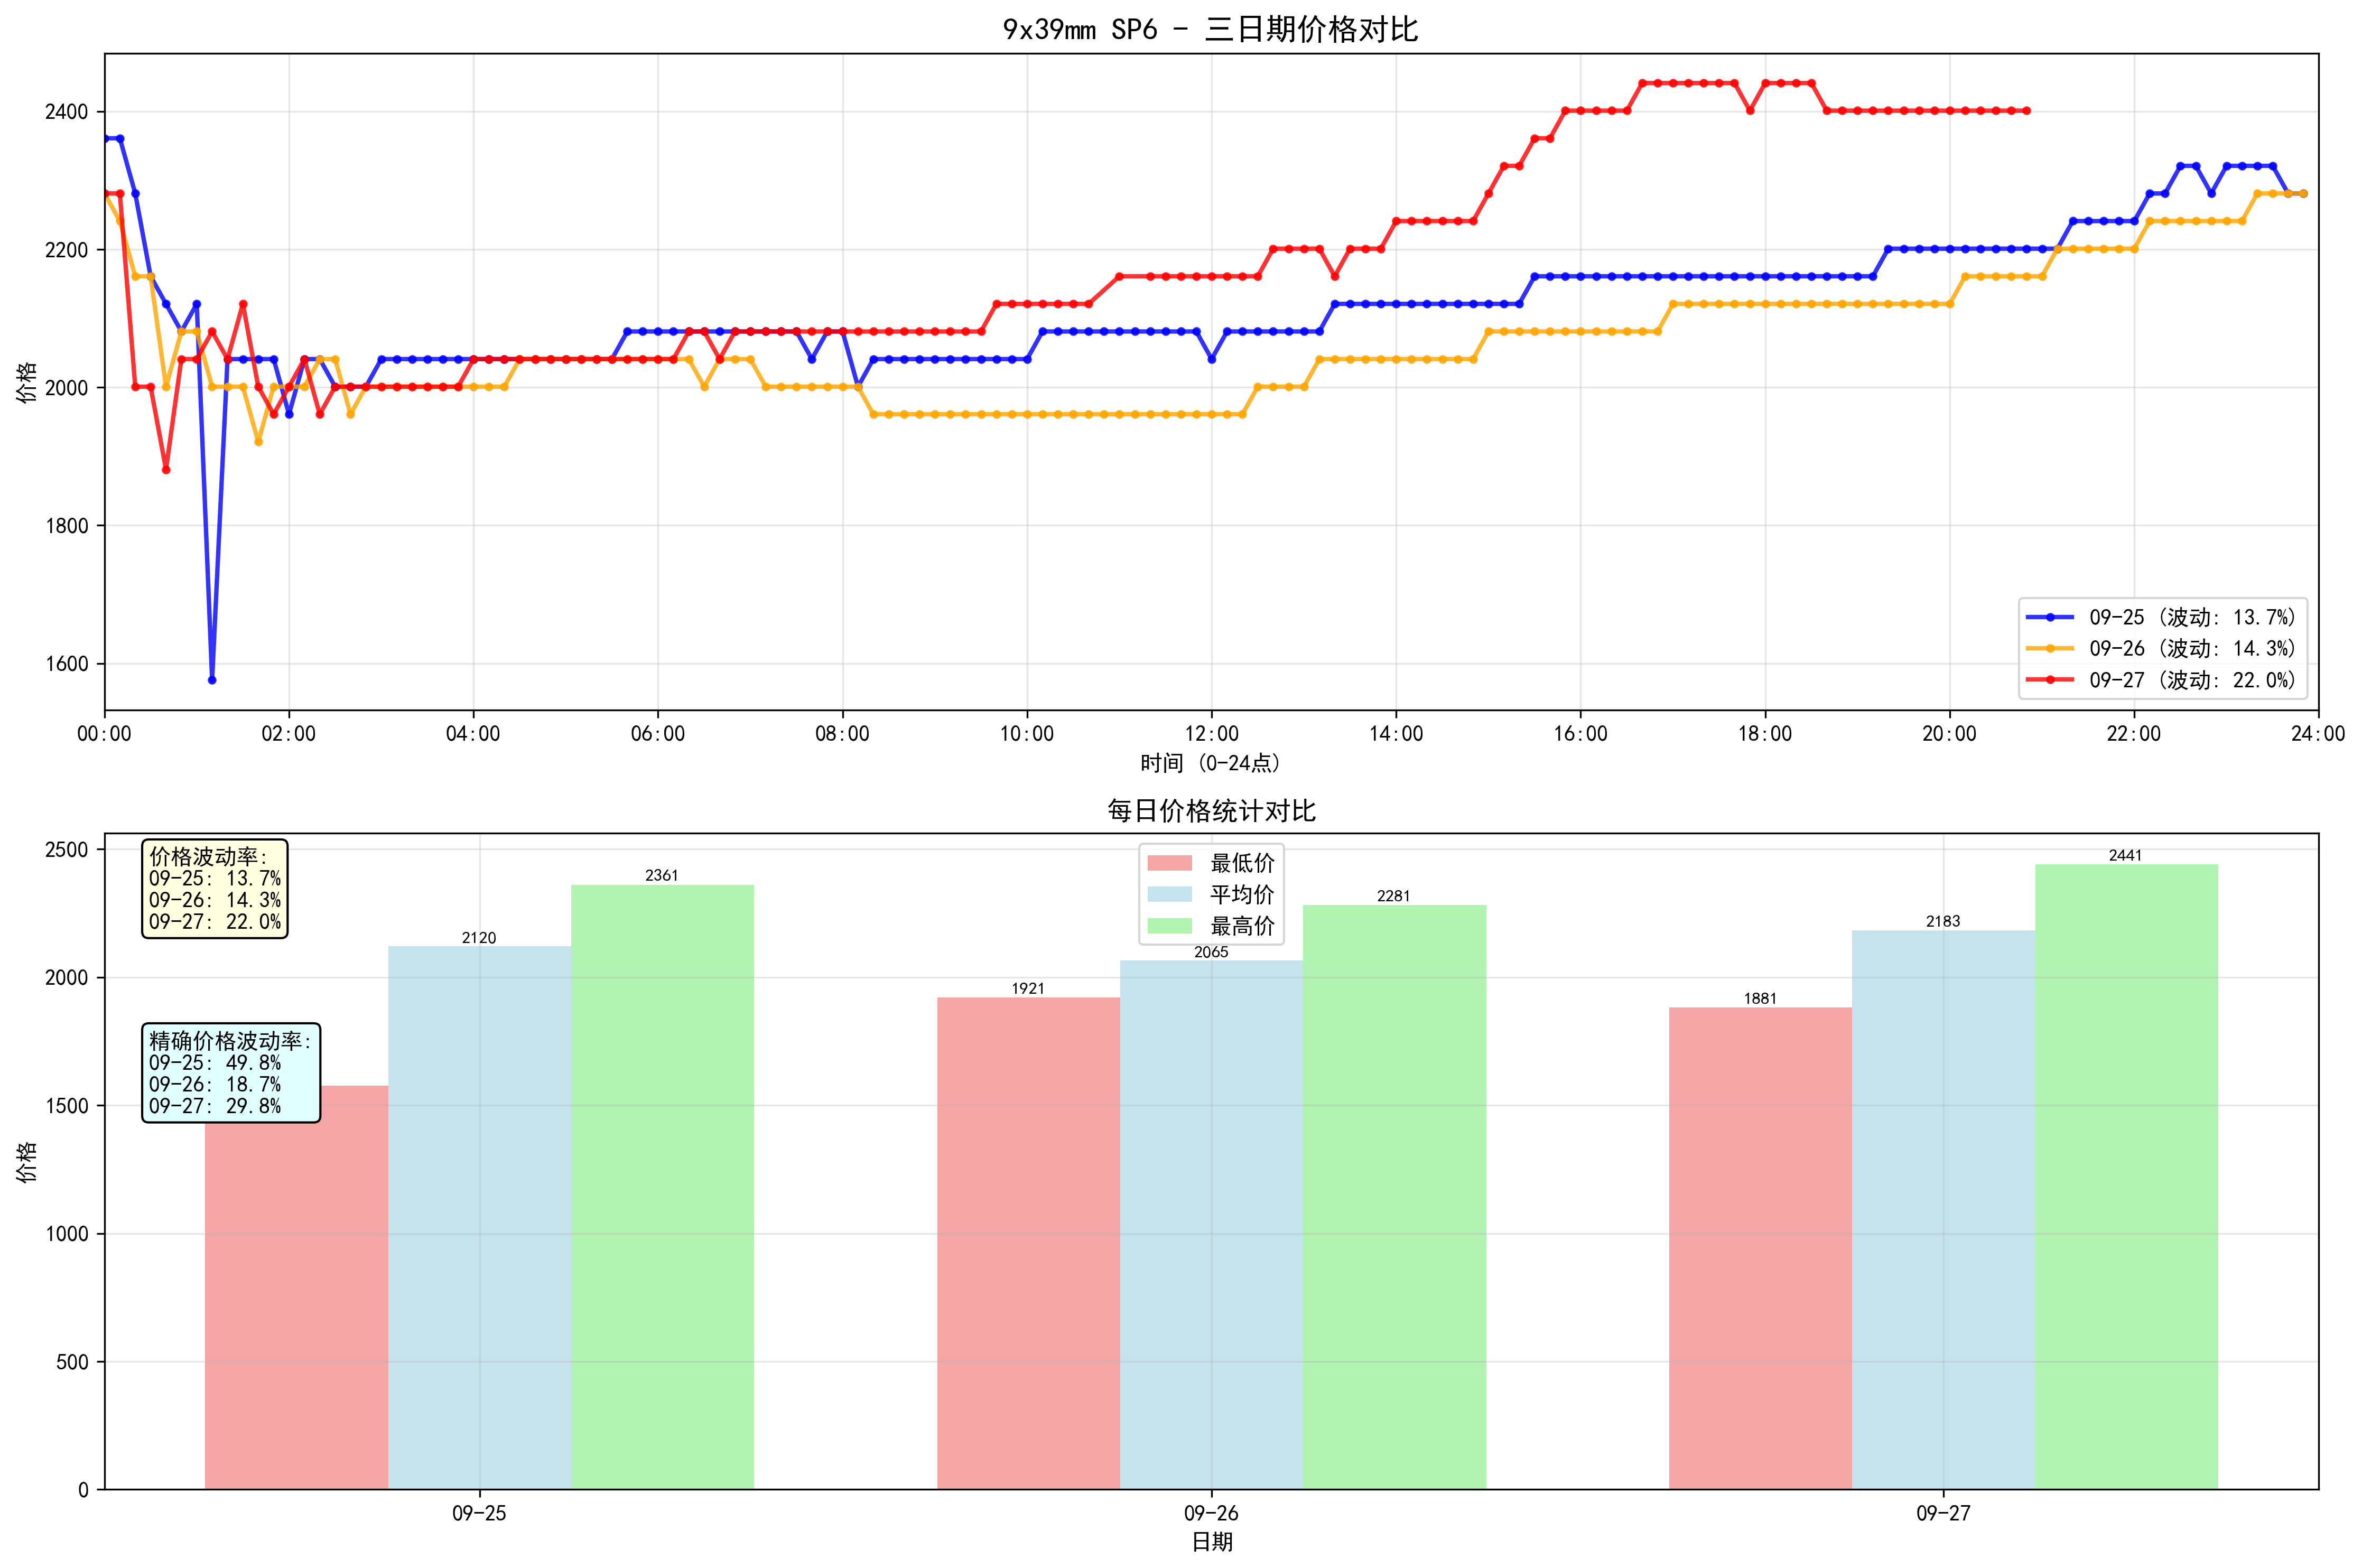 9x39mm SP6 - 三日期价格对比
价格
2400
2200
2000
1800
1600
09-25 (波动: 13.7%)
09-26 (波动: 14.3%)
09-27 (波动: 22.0%)
00:00 02:00 04:00 06:00 08:00 10:00 12:00 14:00 16:00 18:00 20:00 22:00 24:00
时间 (0-24点)
每日价格统计对比
价格
2500
2000
1500
1000
500
0
价格波动率:
09-25: 13.7%
09-26: 14.3%
09-27: 22.0%
精确价格波动率:
09-25: 49.8%
09-26: 18.7%
09-27: 29.8%
最低价
平均价
最高价
2120
2361
1921
2065
2281
1881
2183
2441
09-25 09-26 09-27
日期